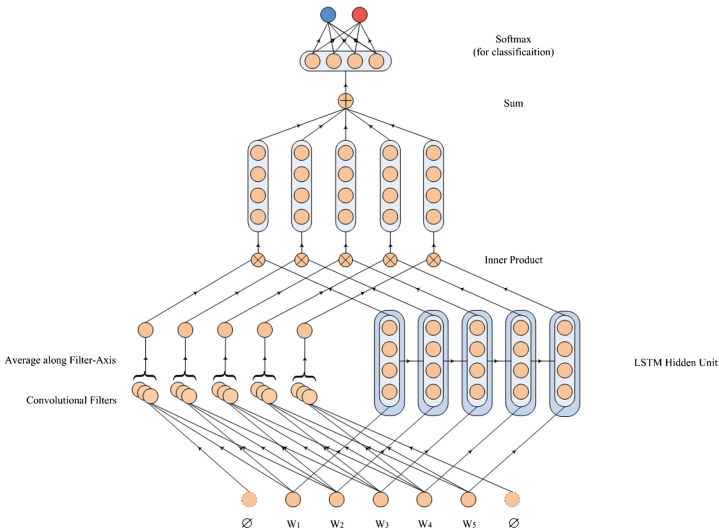 Softmax
(for classificaition)
Sum
Inner Product
Average along Filter-Axis
LSTM Hidden Unit
Convolutional Filters
∅ W₁ W₂ W₃ W₄ W₅ ∅